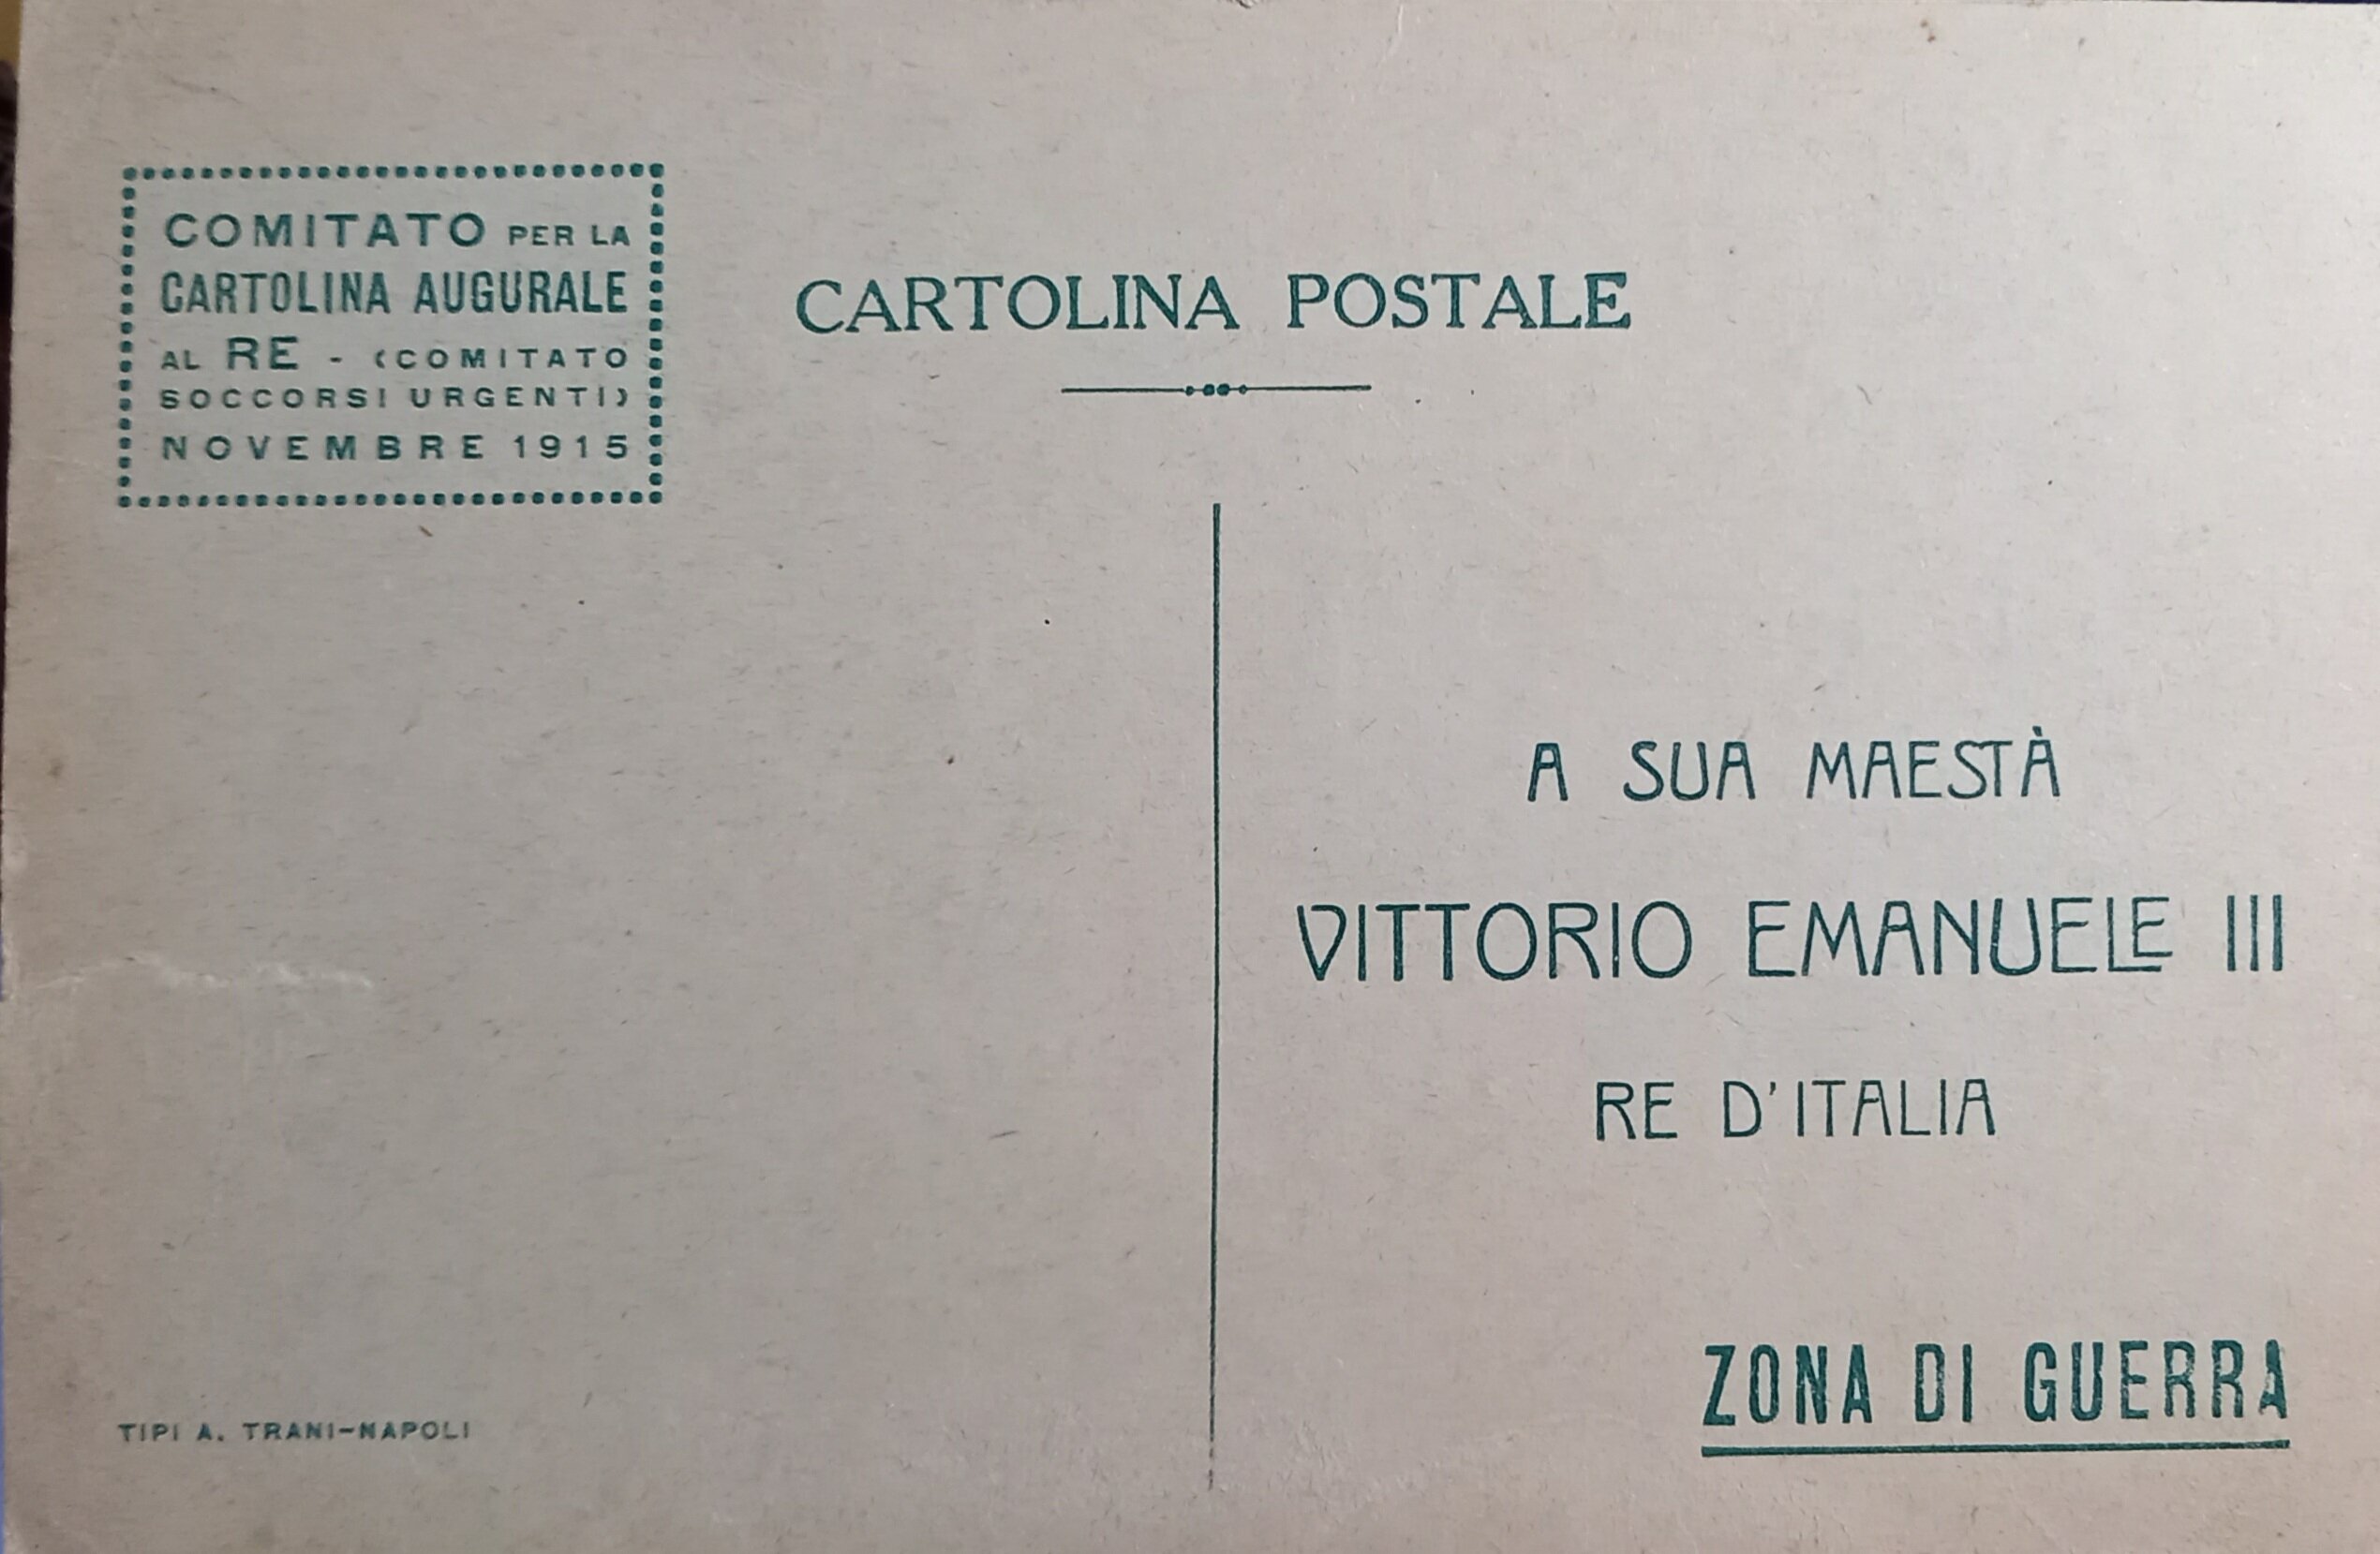 COMITATO PER LA
CARTOLINA AUGURALE
AL RE - (COMITATO
SOCCORSI URGENTI)
NOVEMBRE 1915
CARTOLINA POSTALE
A SUA MAESTÀ
VITTORIO EMANUELE III
RE D'ITALIA
ZONA DI GUERRA
TIPI A. TRANI-NAPOLI